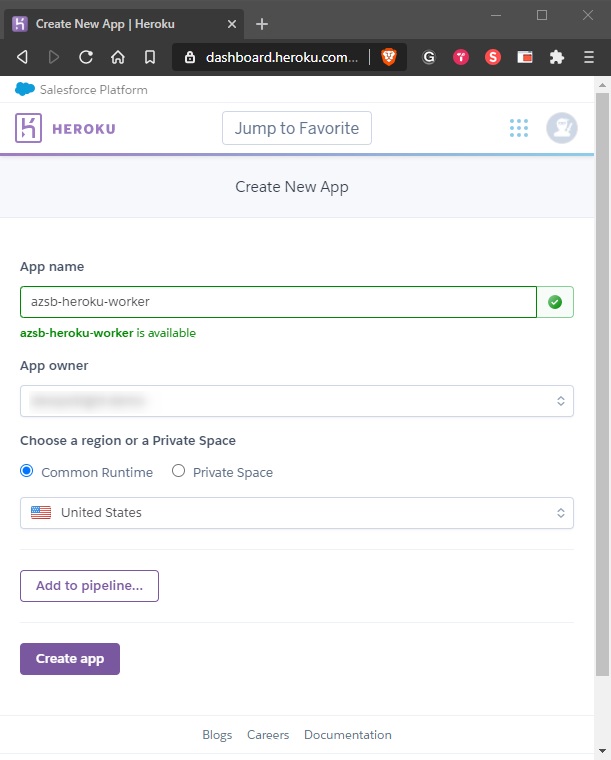 Create New App | Heroku
dashboard.heroku.com...
Salesforce Platform
HEROKU
Jump to Favorite
Create New App
App name
azsb-heroku-worker
azsb-heroku-worker is available
App owner
Choose a region or a Private Space
Common Runtime Private Space
United States
Add to pipeline...
Create app
Blogs Careers Documentation